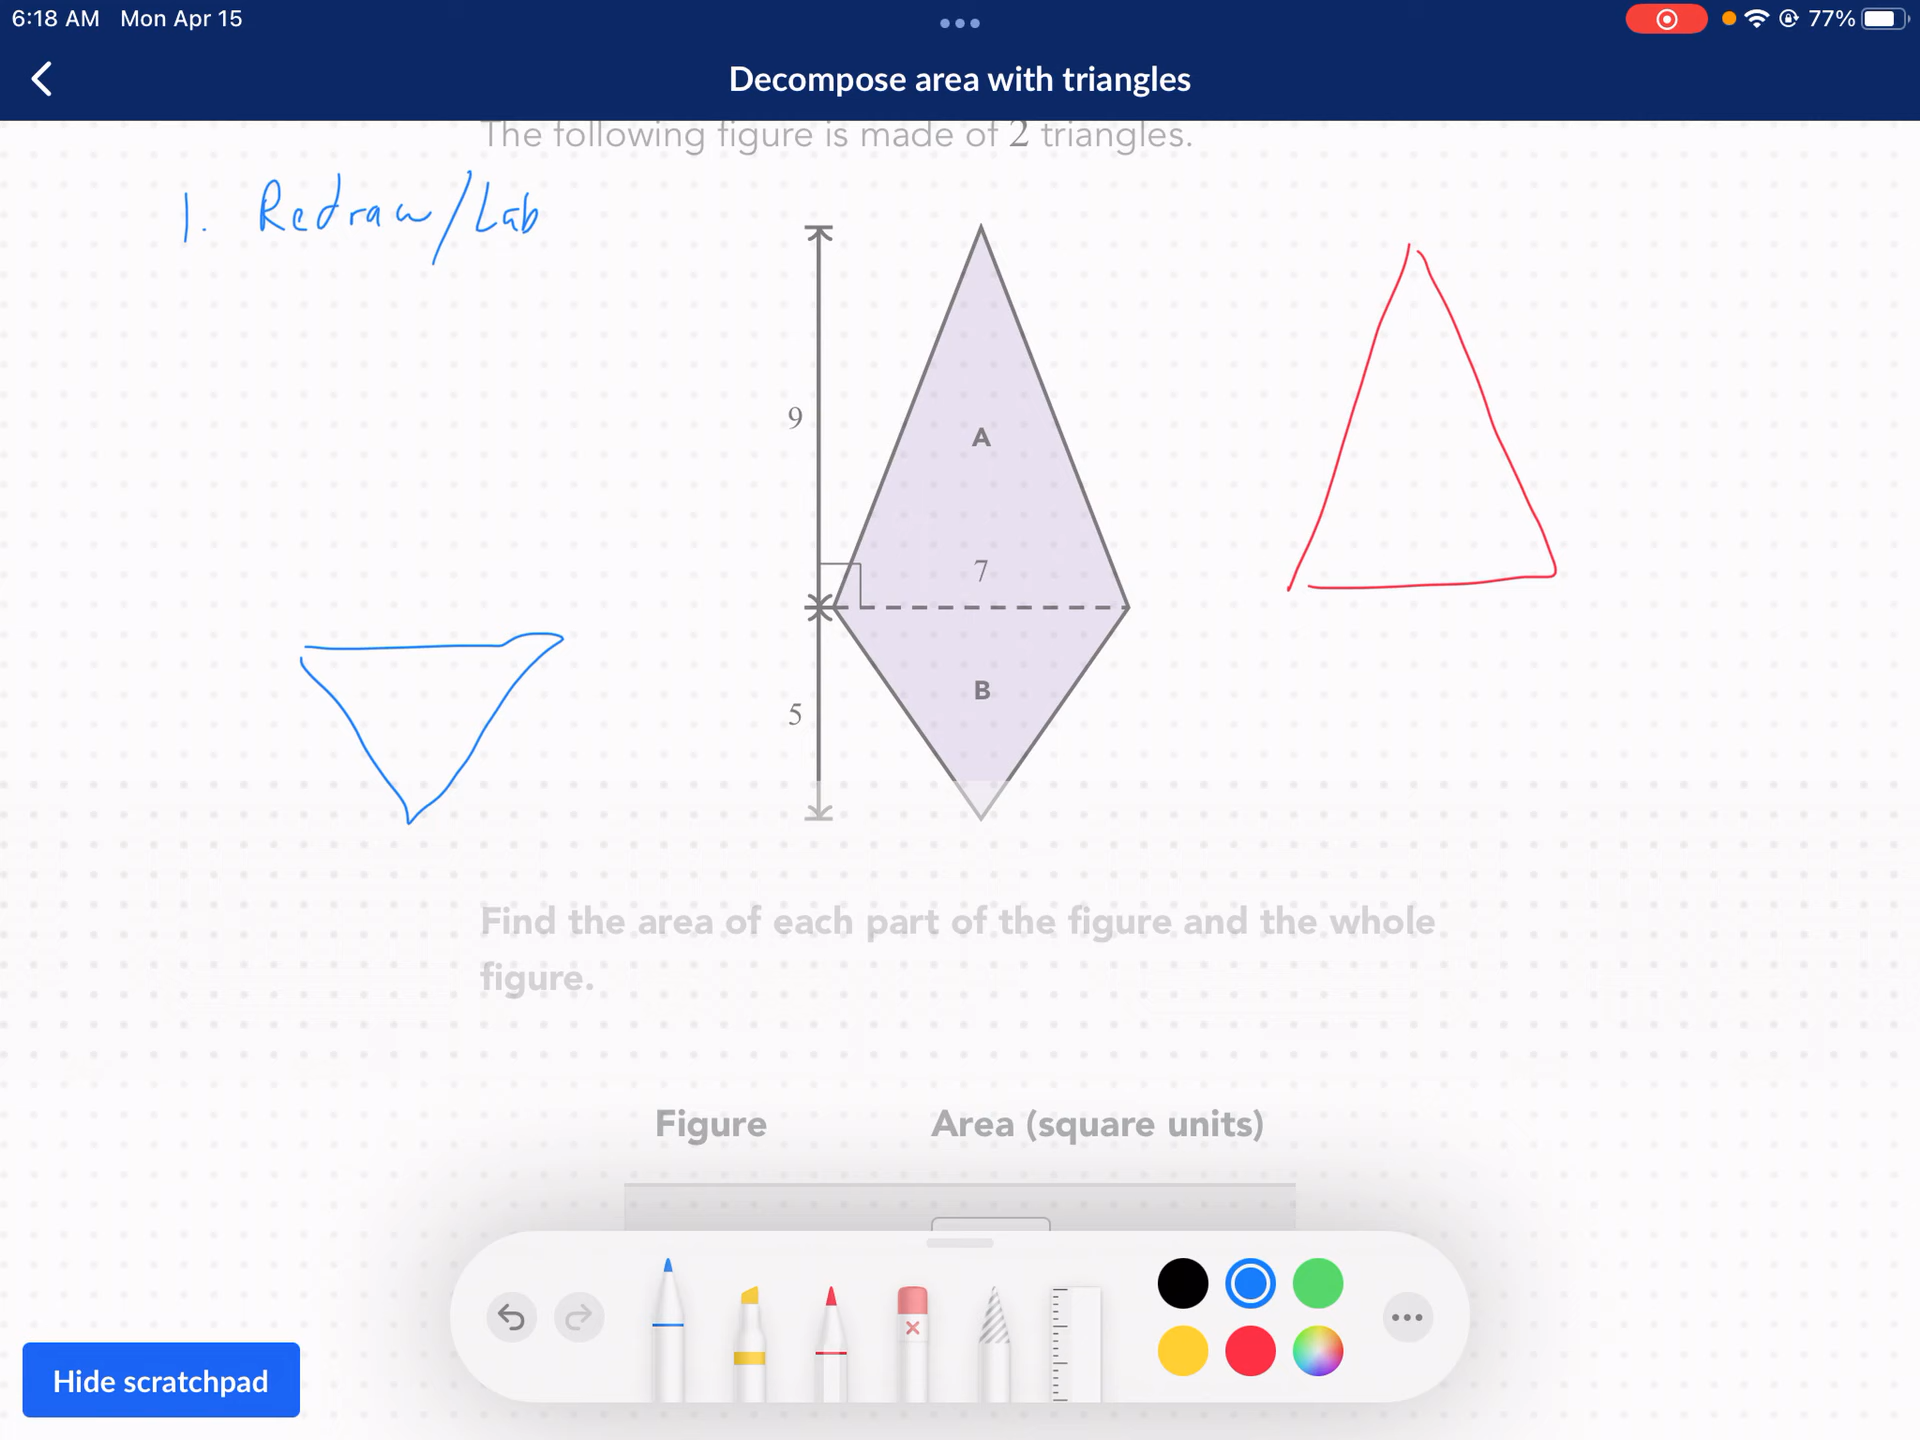 6:18 AM Mon Apr 15
77%
Decompose area with triangles
The following figure is made of 2 triangles.
1. Redraw/Lab
9
A
7
B
5
Find the area of each part of the figure and the whole
figure.
Figure Area (square units)
Hide scratchpad